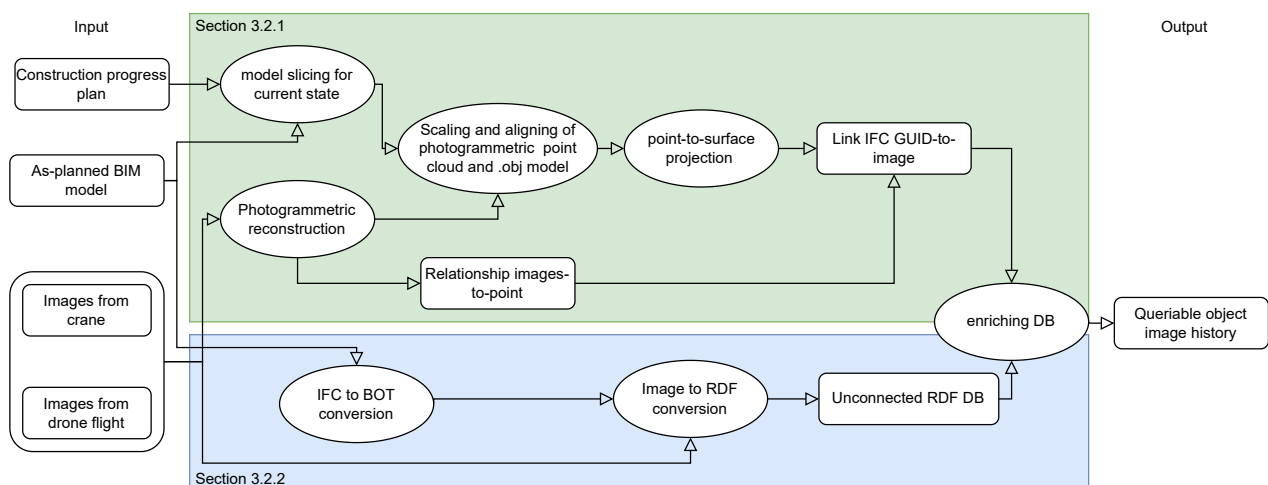 Input
Section 3.2.1
Output
Construction progress
plan
model slicing for
current state
Scaling and aligning of
photogrammetric point
cloud and .obj model
point-to-surface
projection
Link IFC GUID-to-
image
As-planned BIM
model
Photogrammetric
reconstruction
Relationship images-
to-point
Images from
crane
enriching DB
Queriable object
image history
Images from
drone flight
IFC to BOT
conversion
Image to RDF
conversion
Unconnected RDF DB
Section 3.2.2